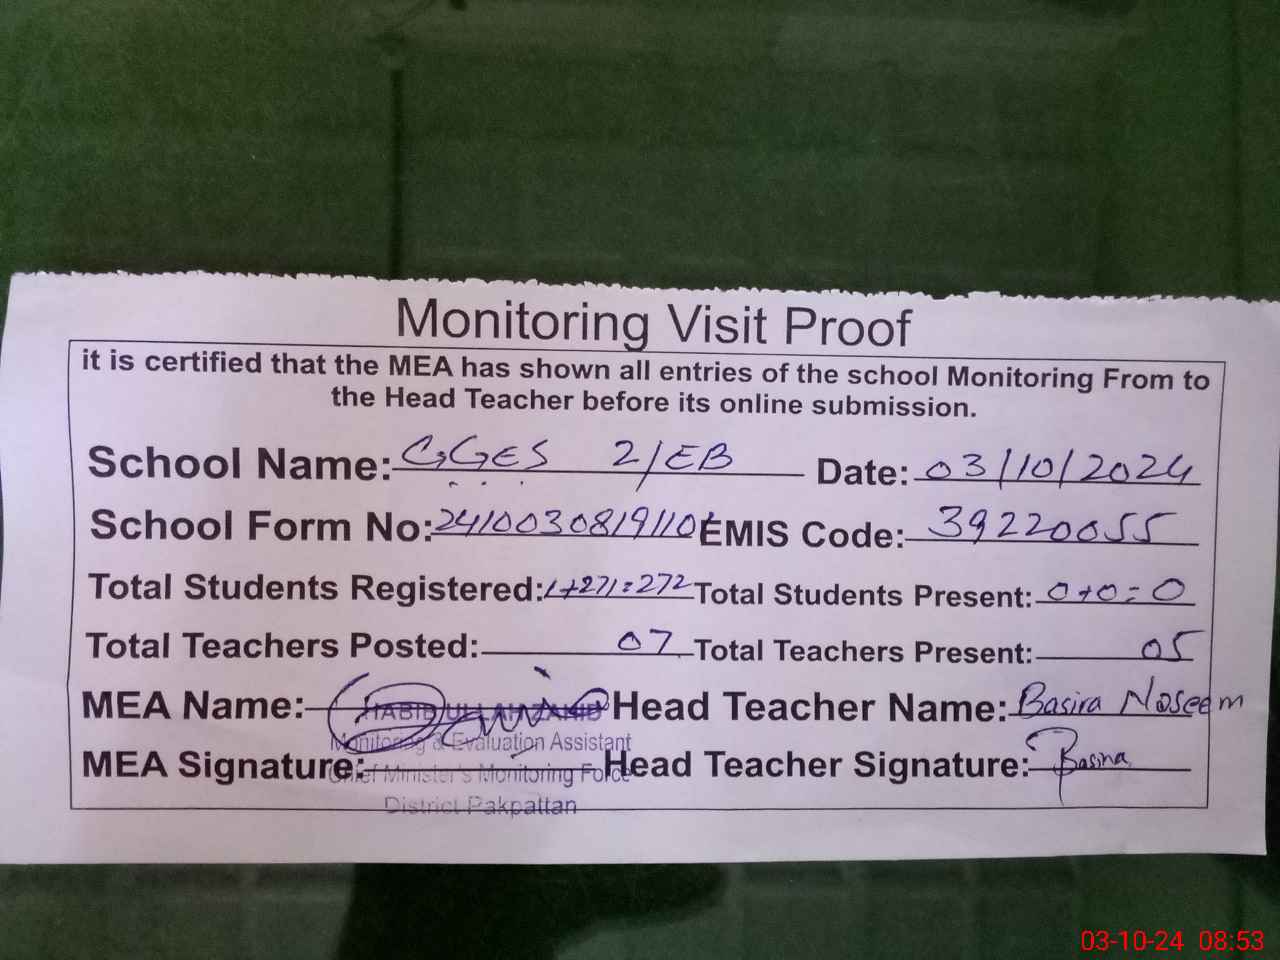 Monitoring Visit Proof
it is certified that the MEA has shown all entries of the school Monitoring From to
the Head Teacher before its online submission.
School Name: GGES 2/EB Date: 03/10/2024
School Form No: EMIS Code: 39220055
Total Students Registered: 1+271=272 Total Students Present: 0+0=0
Total Teachers Posted: 07 Total Teachers Present: 05
MEA Name: HABIB ULLAH ZAHID Head Teacher Name: Basira Naseem
Monitoring & Evaluation Assistant
MEA Signature: Chief Minister's Monitoring Force Head Teacher Signature: Basira
District Pakpattan
03-10-24 08:53